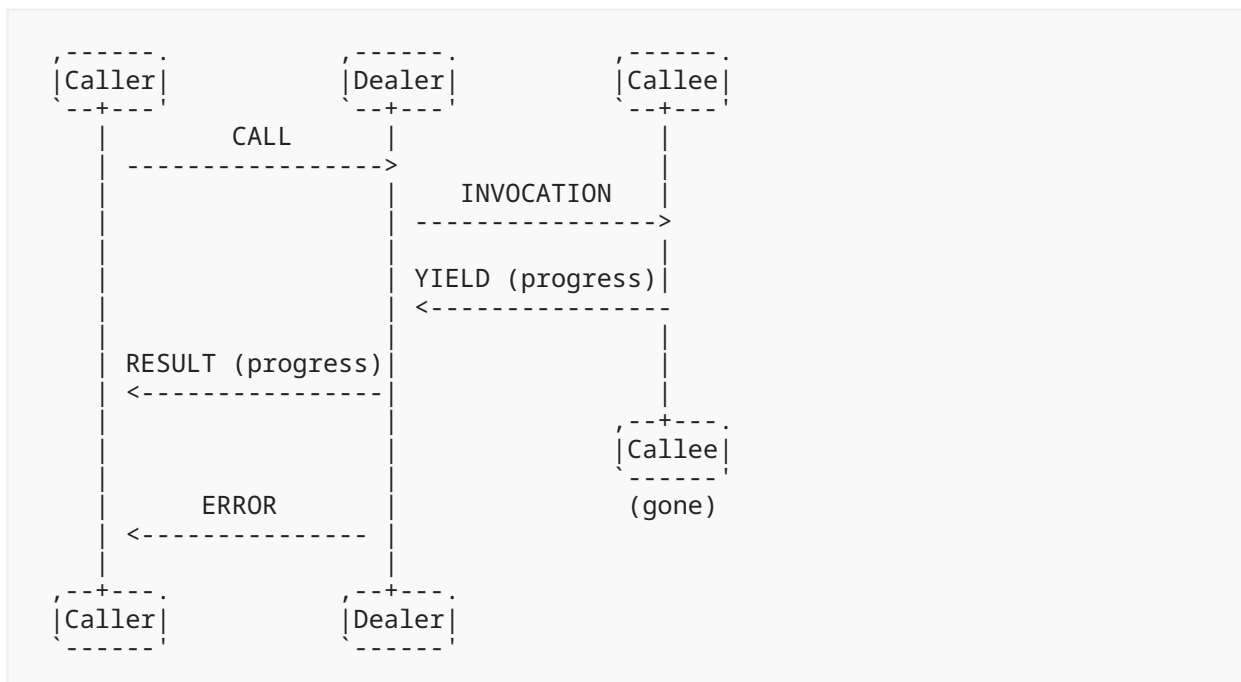 ,------.          ,------.          ,------.
|Caller|          |Dealer|          |Callee|
`--+---'          `--+---'          `--+---'
   |       CALL      |                 |
   | ----------------->                |
   |                 |    INVOCATION   |
   |                 | ---------------->
   |                 |                 |
   |                 | YIELD (progress)|
   |                 | <----------------
   |                 |                 |
   | RESULT (progress)|                |
   | <----------------|                |
   |                 |              ,--+---.
   |                 |              |Callee|
   |                 |              `------'
   |      ERROR      |               (gone)
   | <--------------- |
   |                 |
,--+---.          ,--+---.
|Caller|          |Dealer|
`------'          `------'